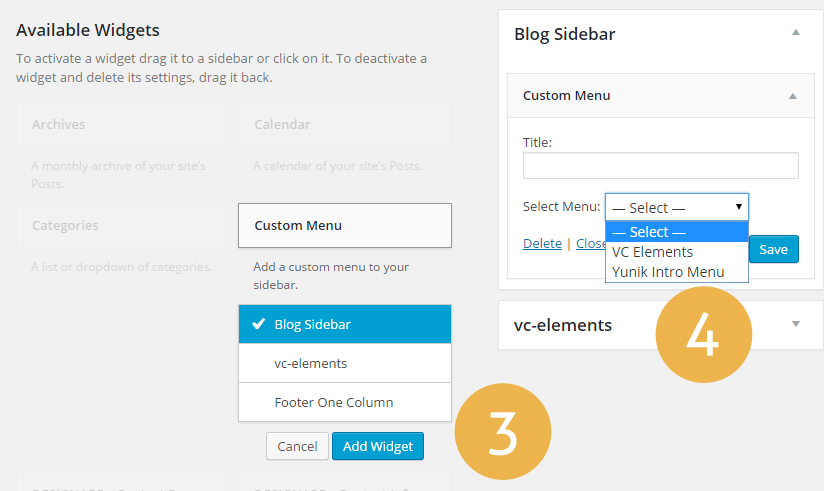 Available Widgets
To activate a widget drag it to a sidebar or click on it. To deactivate a
widget and delete its settings, drag it back.
Archives
Calendar
A monthly archive of your site's
Posts.
A calendar of your site's Posts.
Categories
Custom Menu
A list or dropdown of categories.
Add a custom menu to your
sidebar.
Blog Sidebar
vc-elements
Footer One Column
Cancel
Add Widget
3
Blog Sidebar
Custom Menu
Title:
Select Menu: — Select —
— Select —
VC Elements
Yunik Intro Menu
Delete | Close
Save
vc-elements
4